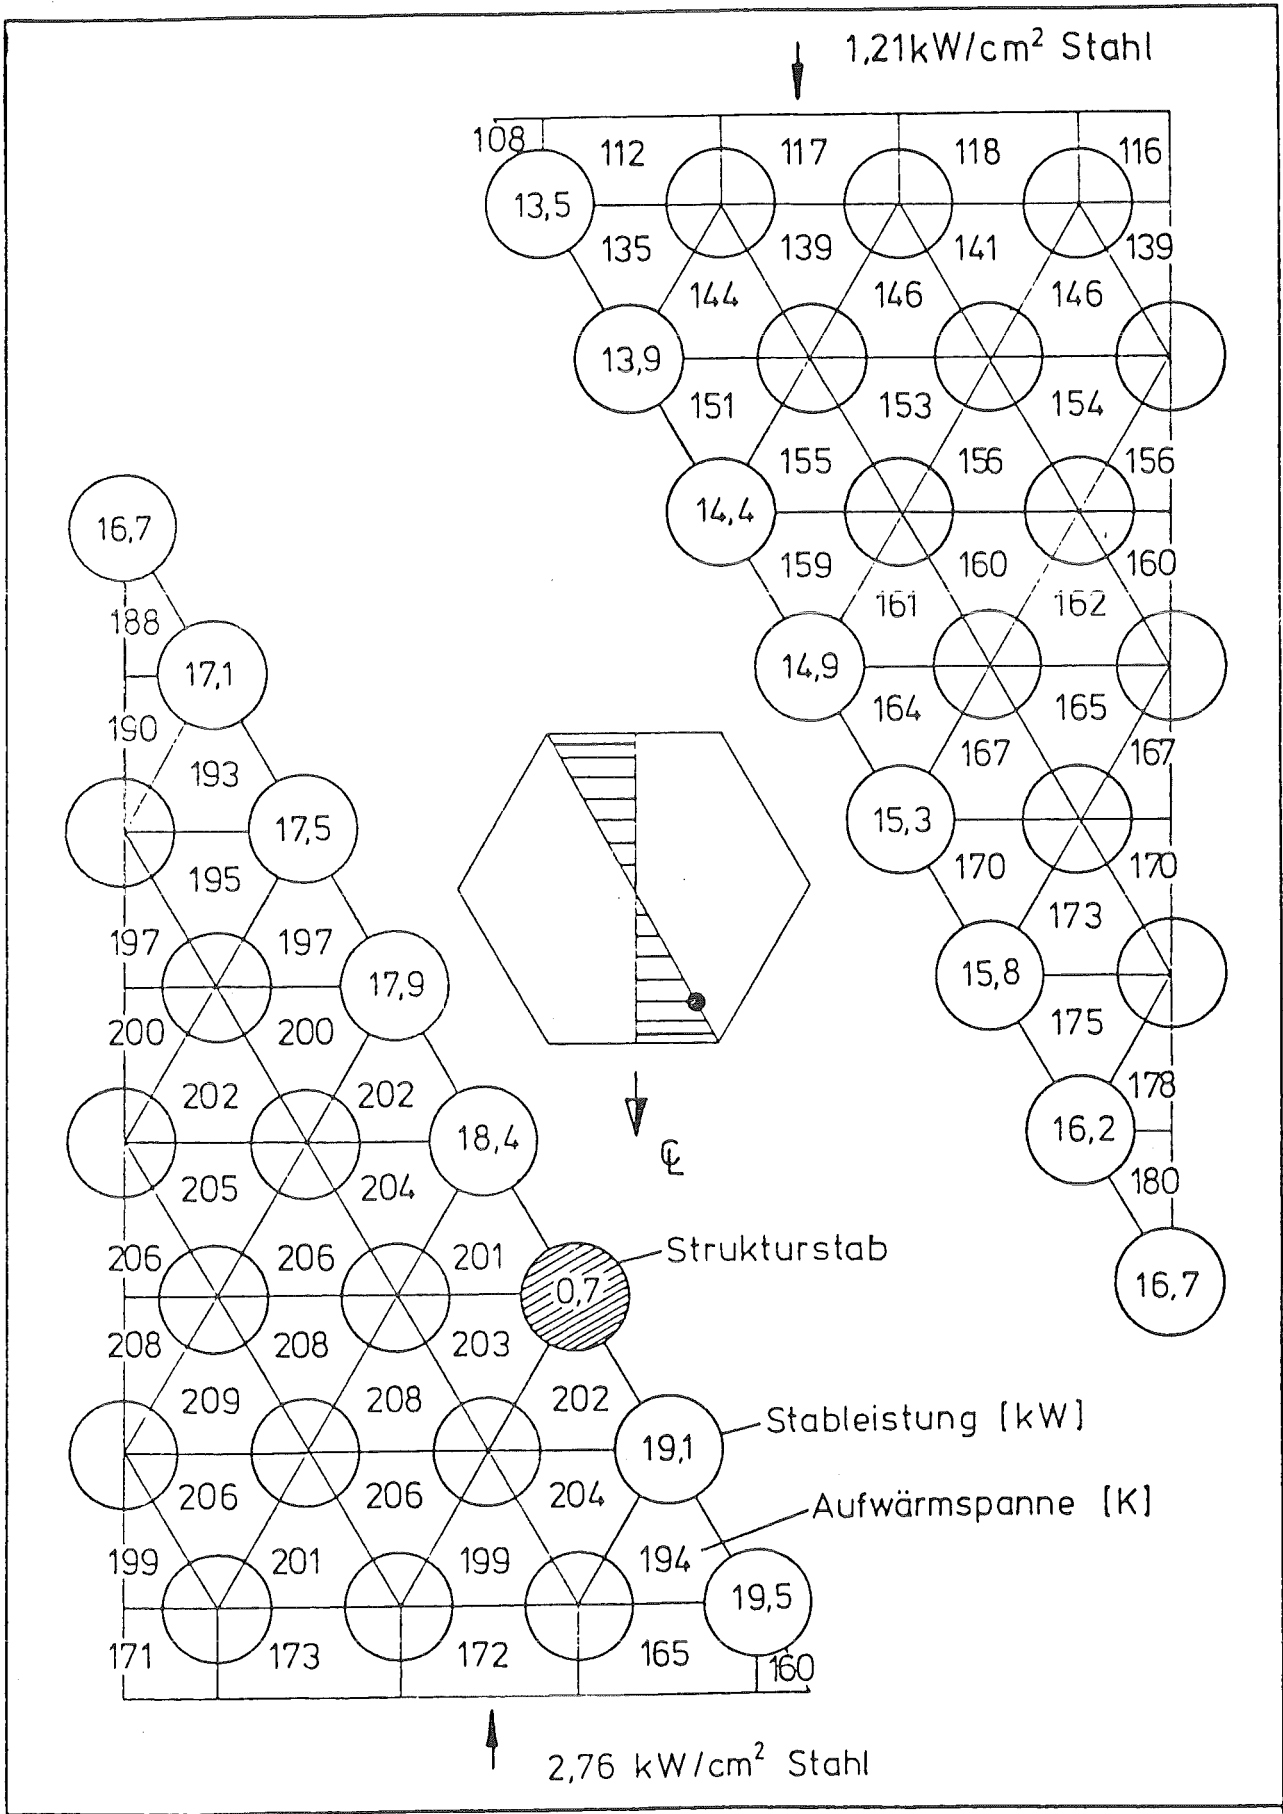 1,21kW/cm² Stahl
108 112 117 118 116
13,5
135 139 141 139
144 146 146
13,9
151 153 154
155 156 156
14,4
159 160 160
161 162
14,9
164 165
167 167
15,3
170 170
173
15,8
175
178
16,2
180
16,7
16,7
188
17,1
190
193
17,5
195
197 197
17,9
200 200
202 202
18,4
205 204
206 206 201
0,7
Strukturstab
208 208 203
209 208 202
19,1
Stableistung [kW]
206 206 204
Aufwärmspanne [K]
199 201 199 194
19,5
171 173 172 165 160
2,76 kW/cm² Stahl
℄